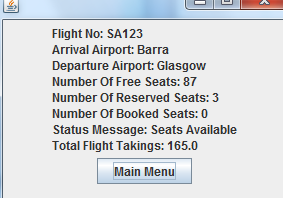 Flight No: SA123
Arrival Airport: Barra
Departure Airport: Glasgow
Number Of Free Seats: 87
Number Of Reserved Seats: 3
Number Of Booked Seats: 0
Status Message: Seats Available
Total Flight Takings: 165.0
Main Menu